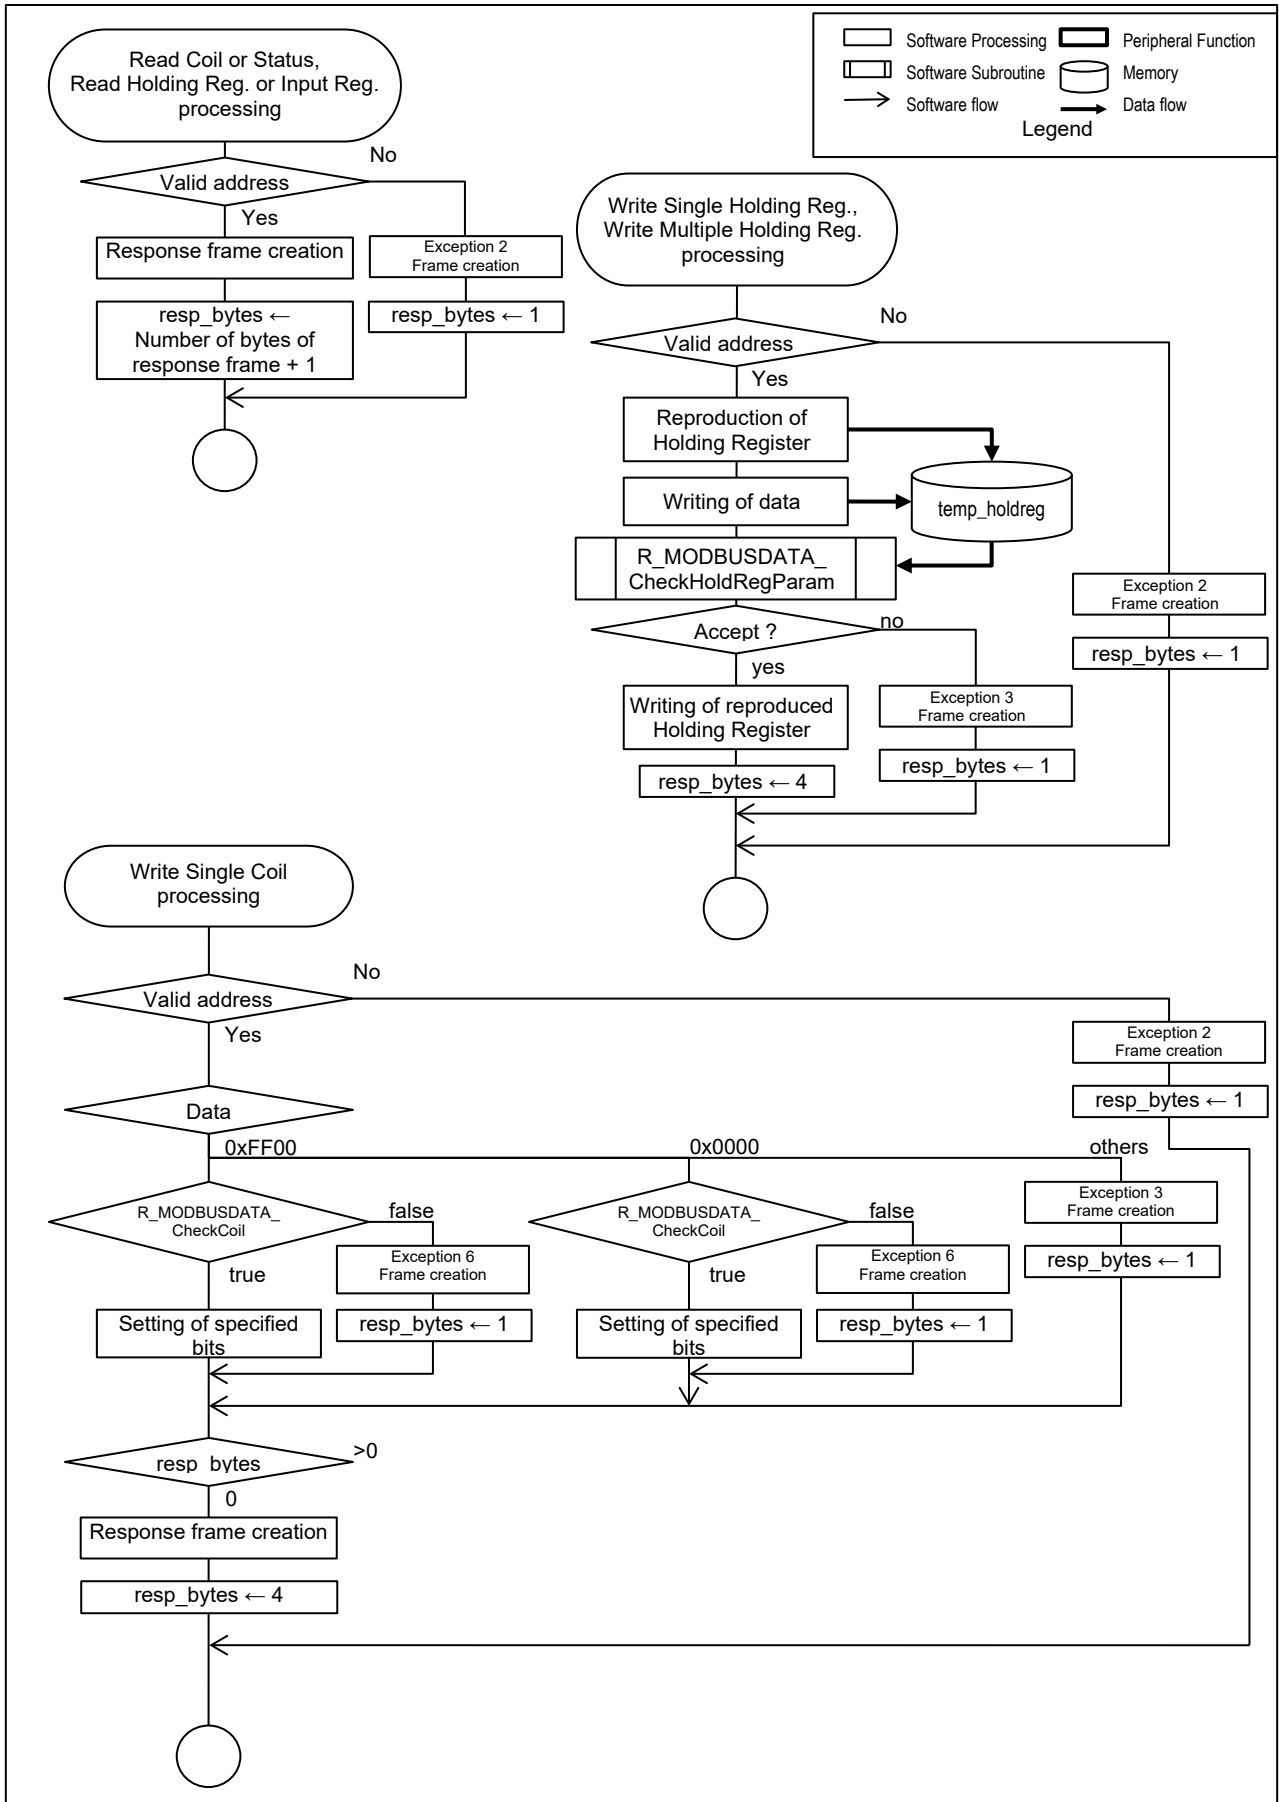 Read Coil or Status,
Read Holding Reg. or Input Reg.
processing
No
Valid address
Yes
Response frame creation
Exception 2
Frame creation
resp_bytes ←
Number of bytes of
response frame + 1
resp_bytes ← 1
Software Processing
Peripheral Function
Software Subroutine
Memory
Software flow
Data flow
Legend
Write Single Holding Reg.,
Write Multiple Holding Reg.
processing
No
Valid address
Yes
Reproduction of
Holding Register
Writing of data
temp_holdreg
R_MODBUSDATA_
CheckHoldRegParam
Exception 2
Frame creation
Accept ?
no
resp_bytes ← 1
yes
Writing of reproduced
Holding Register
Exception 3
Frame creation
resp_bytes ← 4
resp_bytes ← 1
Write Single Coil
processing
No
Valid address
Yes
Exception 2
Frame creation
resp_bytes ← 1
Data
0xFF00
0x0000
others
R_MODBUSDATA_
CheckCoil
false
R_MODBUSDATA_
CheckCoil
false
Exception 3
Frame creation
true
Exception 6
Frame creation
true
Exception 6
Frame creation
resp_bytes ← 1
Setting of specified
bits
resp_bytes ← 1
Setting of specified
bits
resp_bytes ← 1
resp_bytes
>0
0
Response frame creation
resp_bytes ← 4